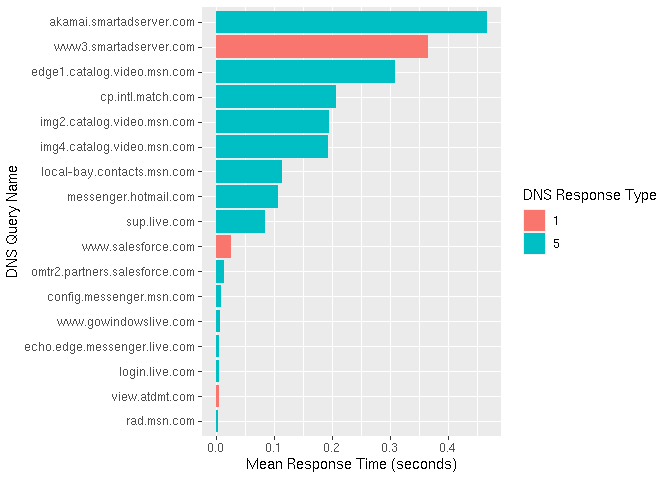 akamai.smartadserver.com
www3.smartadserver.com
edge1.catalog.video.msn.com
cp.intl.match.com
img2.catalog.video.msn.com
img4.catalog.video.msn.com
local-bay.contacts.msn.com
messenger.hotmail.com
sup.live.com
www.salesforce.com
omtr2.partners.salesforce.com
config.messenger.msn.com
www.gowindowslive.com
echo.edge.messenger.live.com
login.live.com
view.atdmt.com
rad.msn.com
DNS Query Name
0.0 0.1 0.2 0.3 0.4
Mean Response Time (seconds)
DNS Response Type
1
5